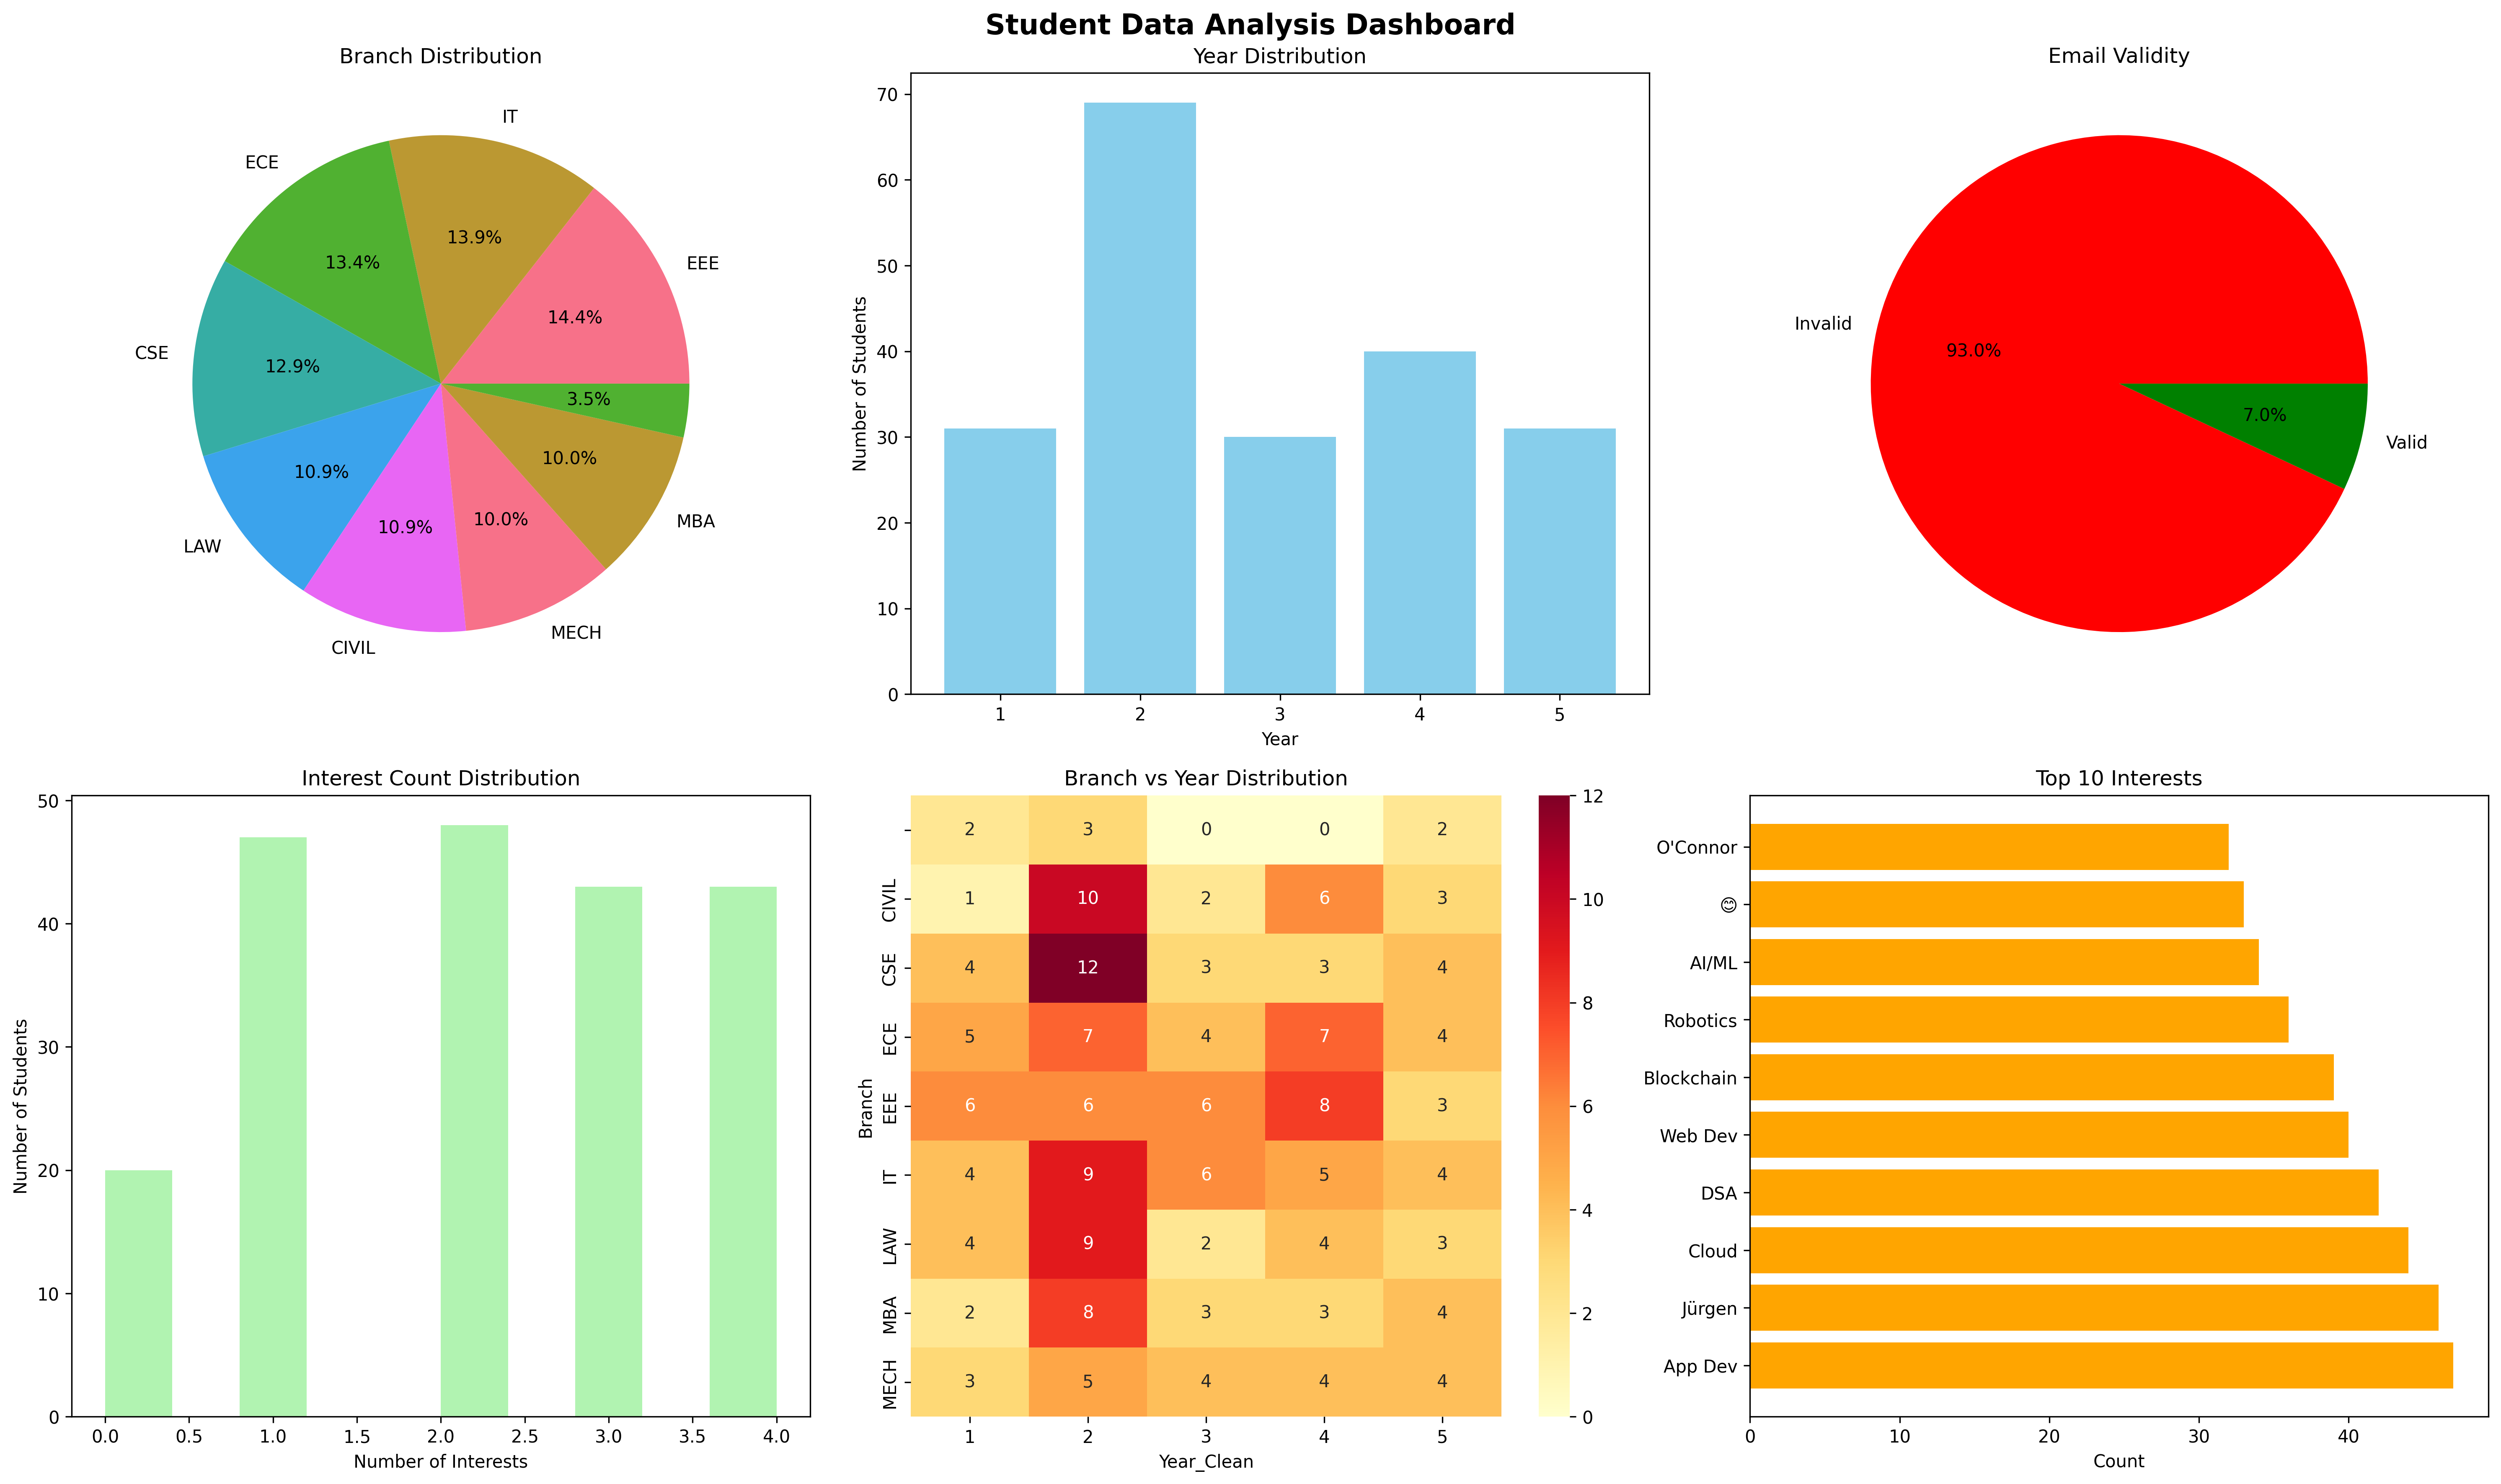 Student Data Analysis Dashboard
Branch Distribution
IT
ECE
EEE
CSE
LAW
CIVIL
MECH
MBA
13.9%
13.4%
14.4%
12.9%
3.5%
10.9%
10.0%
10.9%
10.0%
Year Distribution
Number of Students
70
60
50
40
30
20
10
0
1 2 3 4 5
Year
Email Validity
Invalid
93.0%
7.0%
Valid
Interest Count Distribution
Number of Students
50
40
30
20
10
0
0.0 0.5 1.0 1.5 2.0 2.5 3.0 3.5 4.0
Number of Interests
Branch vs Year Distribution
Branch
2 3 0 0 2
CIVIL 1 10 2 6 3
CSE 4 12 3 3 4
ECE 5 7 4 7 4
EEE 6 6 6 8 3
IT 4 9 6 5 4
LAW 4 9 2 4 3
MBA 2 8 3 3 4
MECH 3 5 4 4 4
1 2 3 4 5
Year_Clean
12
10
8
6
4
2
0
Top 10 Interests
O'Connor
😊
AI/ML
Robotics
Blockchain
Web Dev
DSA
Cloud
Jürgen
App Dev
0 10 20 30 40
Count